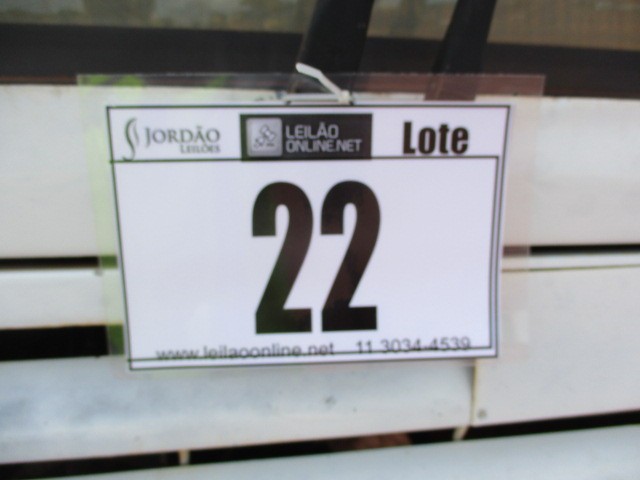 JORDÃO
LEILÕES
LEILÃO
ONLINE.NET
Lote
22
www.leilaoonline.net 11 3034-4539